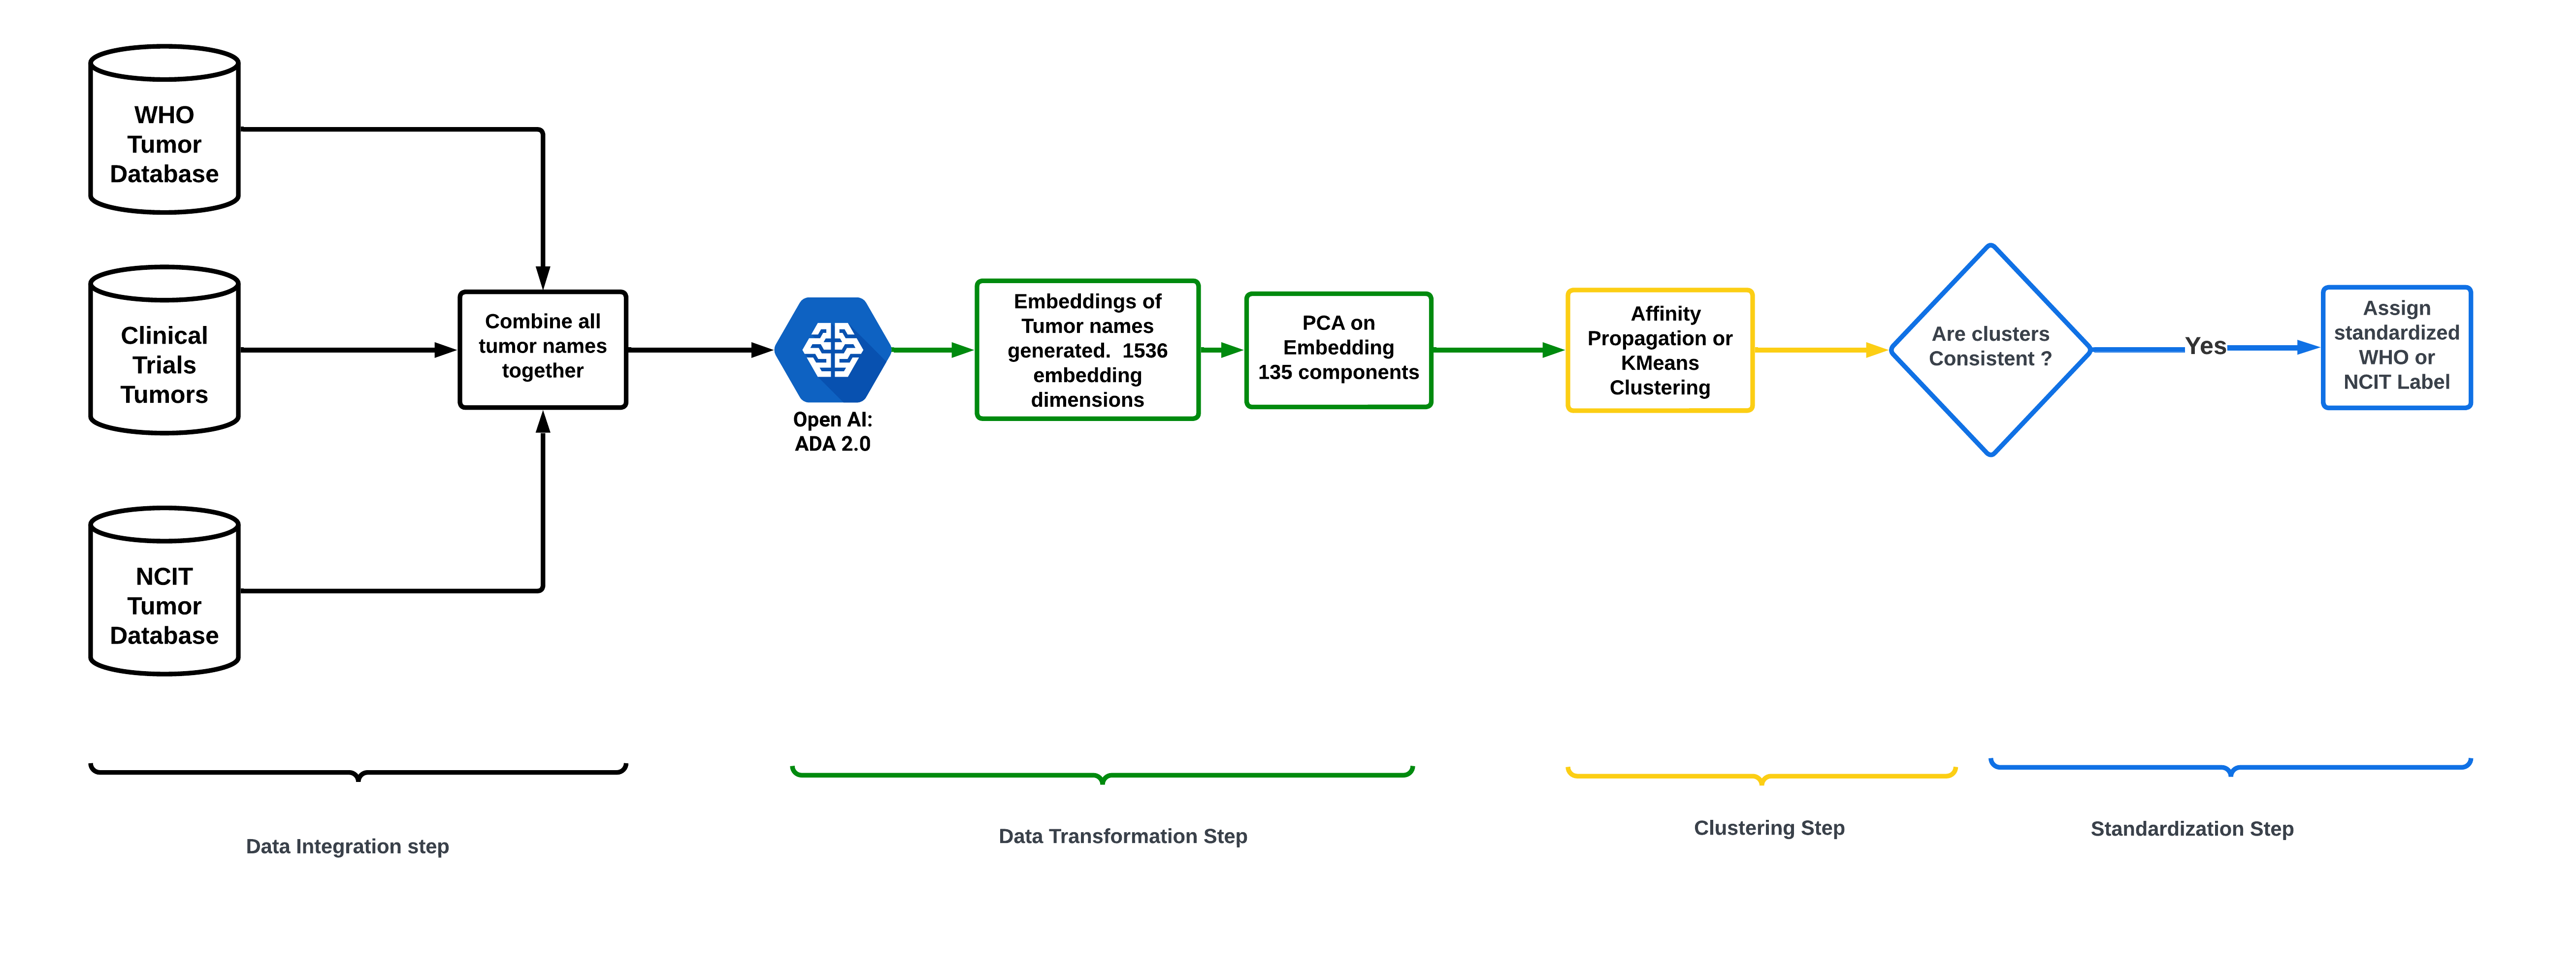 WHO
Tumor
Database
Clinical
Trials
Tumors
NCIT
Tumor
Database
Combine all
tumor names
together
Open AI:
ADA 2.0
Embeddings of
Tumor names
generated.  1536
embedding
dimensions
PCA on
Embedding
135 components
Affinity
Propagation or
KMeans
Clustering
Are clusters
Consistent ?
Yes
Assign
standardized
WHO or
NCIT Label
Data Integration step
Data Transformation Step
Clustering Step
Standardization Step